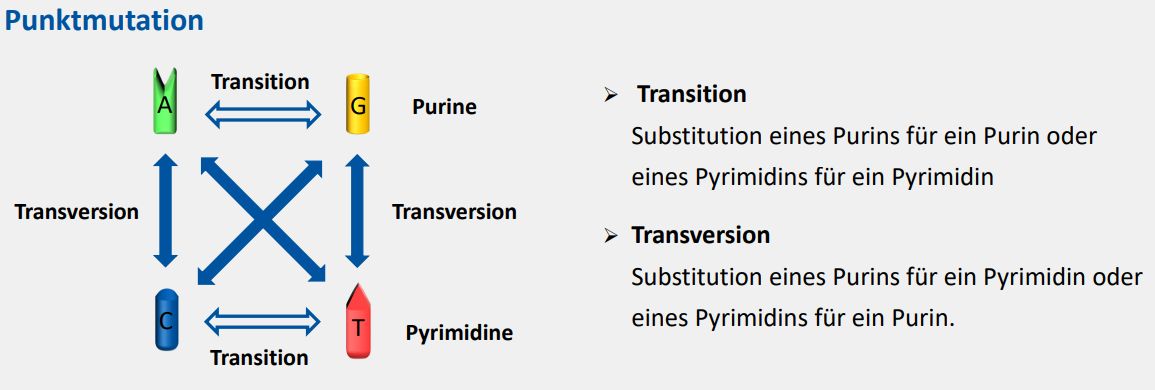 Punktmutation
A
Transition
G
Purine
Transversion
Transversion
C
Transition
T
Pyrimidine
➢ Transition
Substitution eines Purins für ein Purin oder
eines Pyrimidins für ein Pyrimidin
➢ Transversion
Substitution eines Purins für ein Pyrimidin oder
eines Pyrimidins für ein Purin.